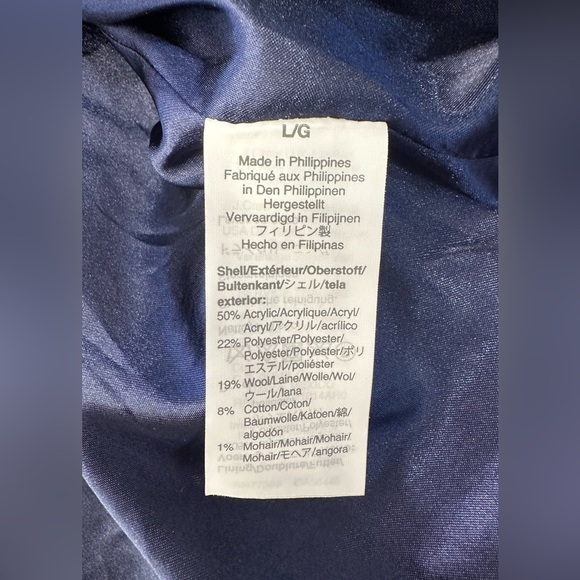 L/G
Made in Philippines
Fabriqué aux Philippines
in Den Philippinen
Hergestellt
Vervaardigd in Filipijnen
フィリピン製
Hecho en Filipinas
Shell/Extérieur/Oberstoff/
Buitenkant/シェル/tela
exterior:
50% Acrylic/Acrylique/Acryl/
Acryl/アクリル/acrílico
22% Polyester/Polyester/
Polyester/Polyester/ポリ
エステル/poliéster
19% Wool/Laine/Wolle/Wol/
ウール/lana
8% Cotton/Coton/
Baumwolle/Katoen/綿/
algodón
1% Mohair/Mohair/Mohair/
Mohair/モヘア/angora